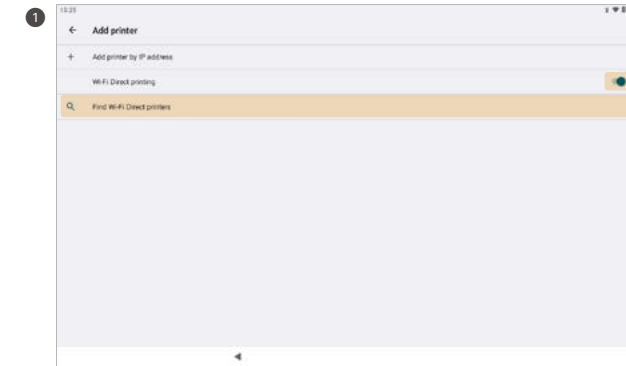 1
15:25
Add printer
Add printer by IP address
Wi-Fi Direct printing
Find Wi-Fi Direct printers